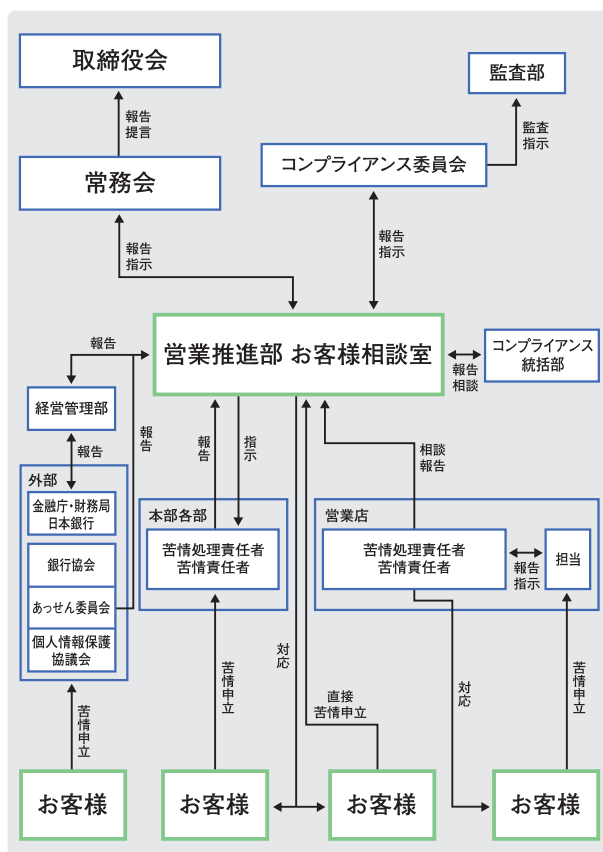 取締役会
監査部
報告
提言
監査
指示
コンプライアンス委員会
常務会
報告
指示
報告
指示
営業推進部 お客様相談室
コンプライアンス
統括部
報告
報告
相談
経営管理部
報告
報告
報告
指示
相談
報告
外部
金融庁・財務局
日本銀行
銀行協会
あっせん委員会
個人情報保護
協議会
本部各部
苦情処理責任者
苦情責任者
営業店
苦情処理責任者
苦情責任者
報告
指示
担当
苦情申立
苦情申立
対応
直接
苦情申立
対応
苦情申立
お客様
お客様
お客様
お客様